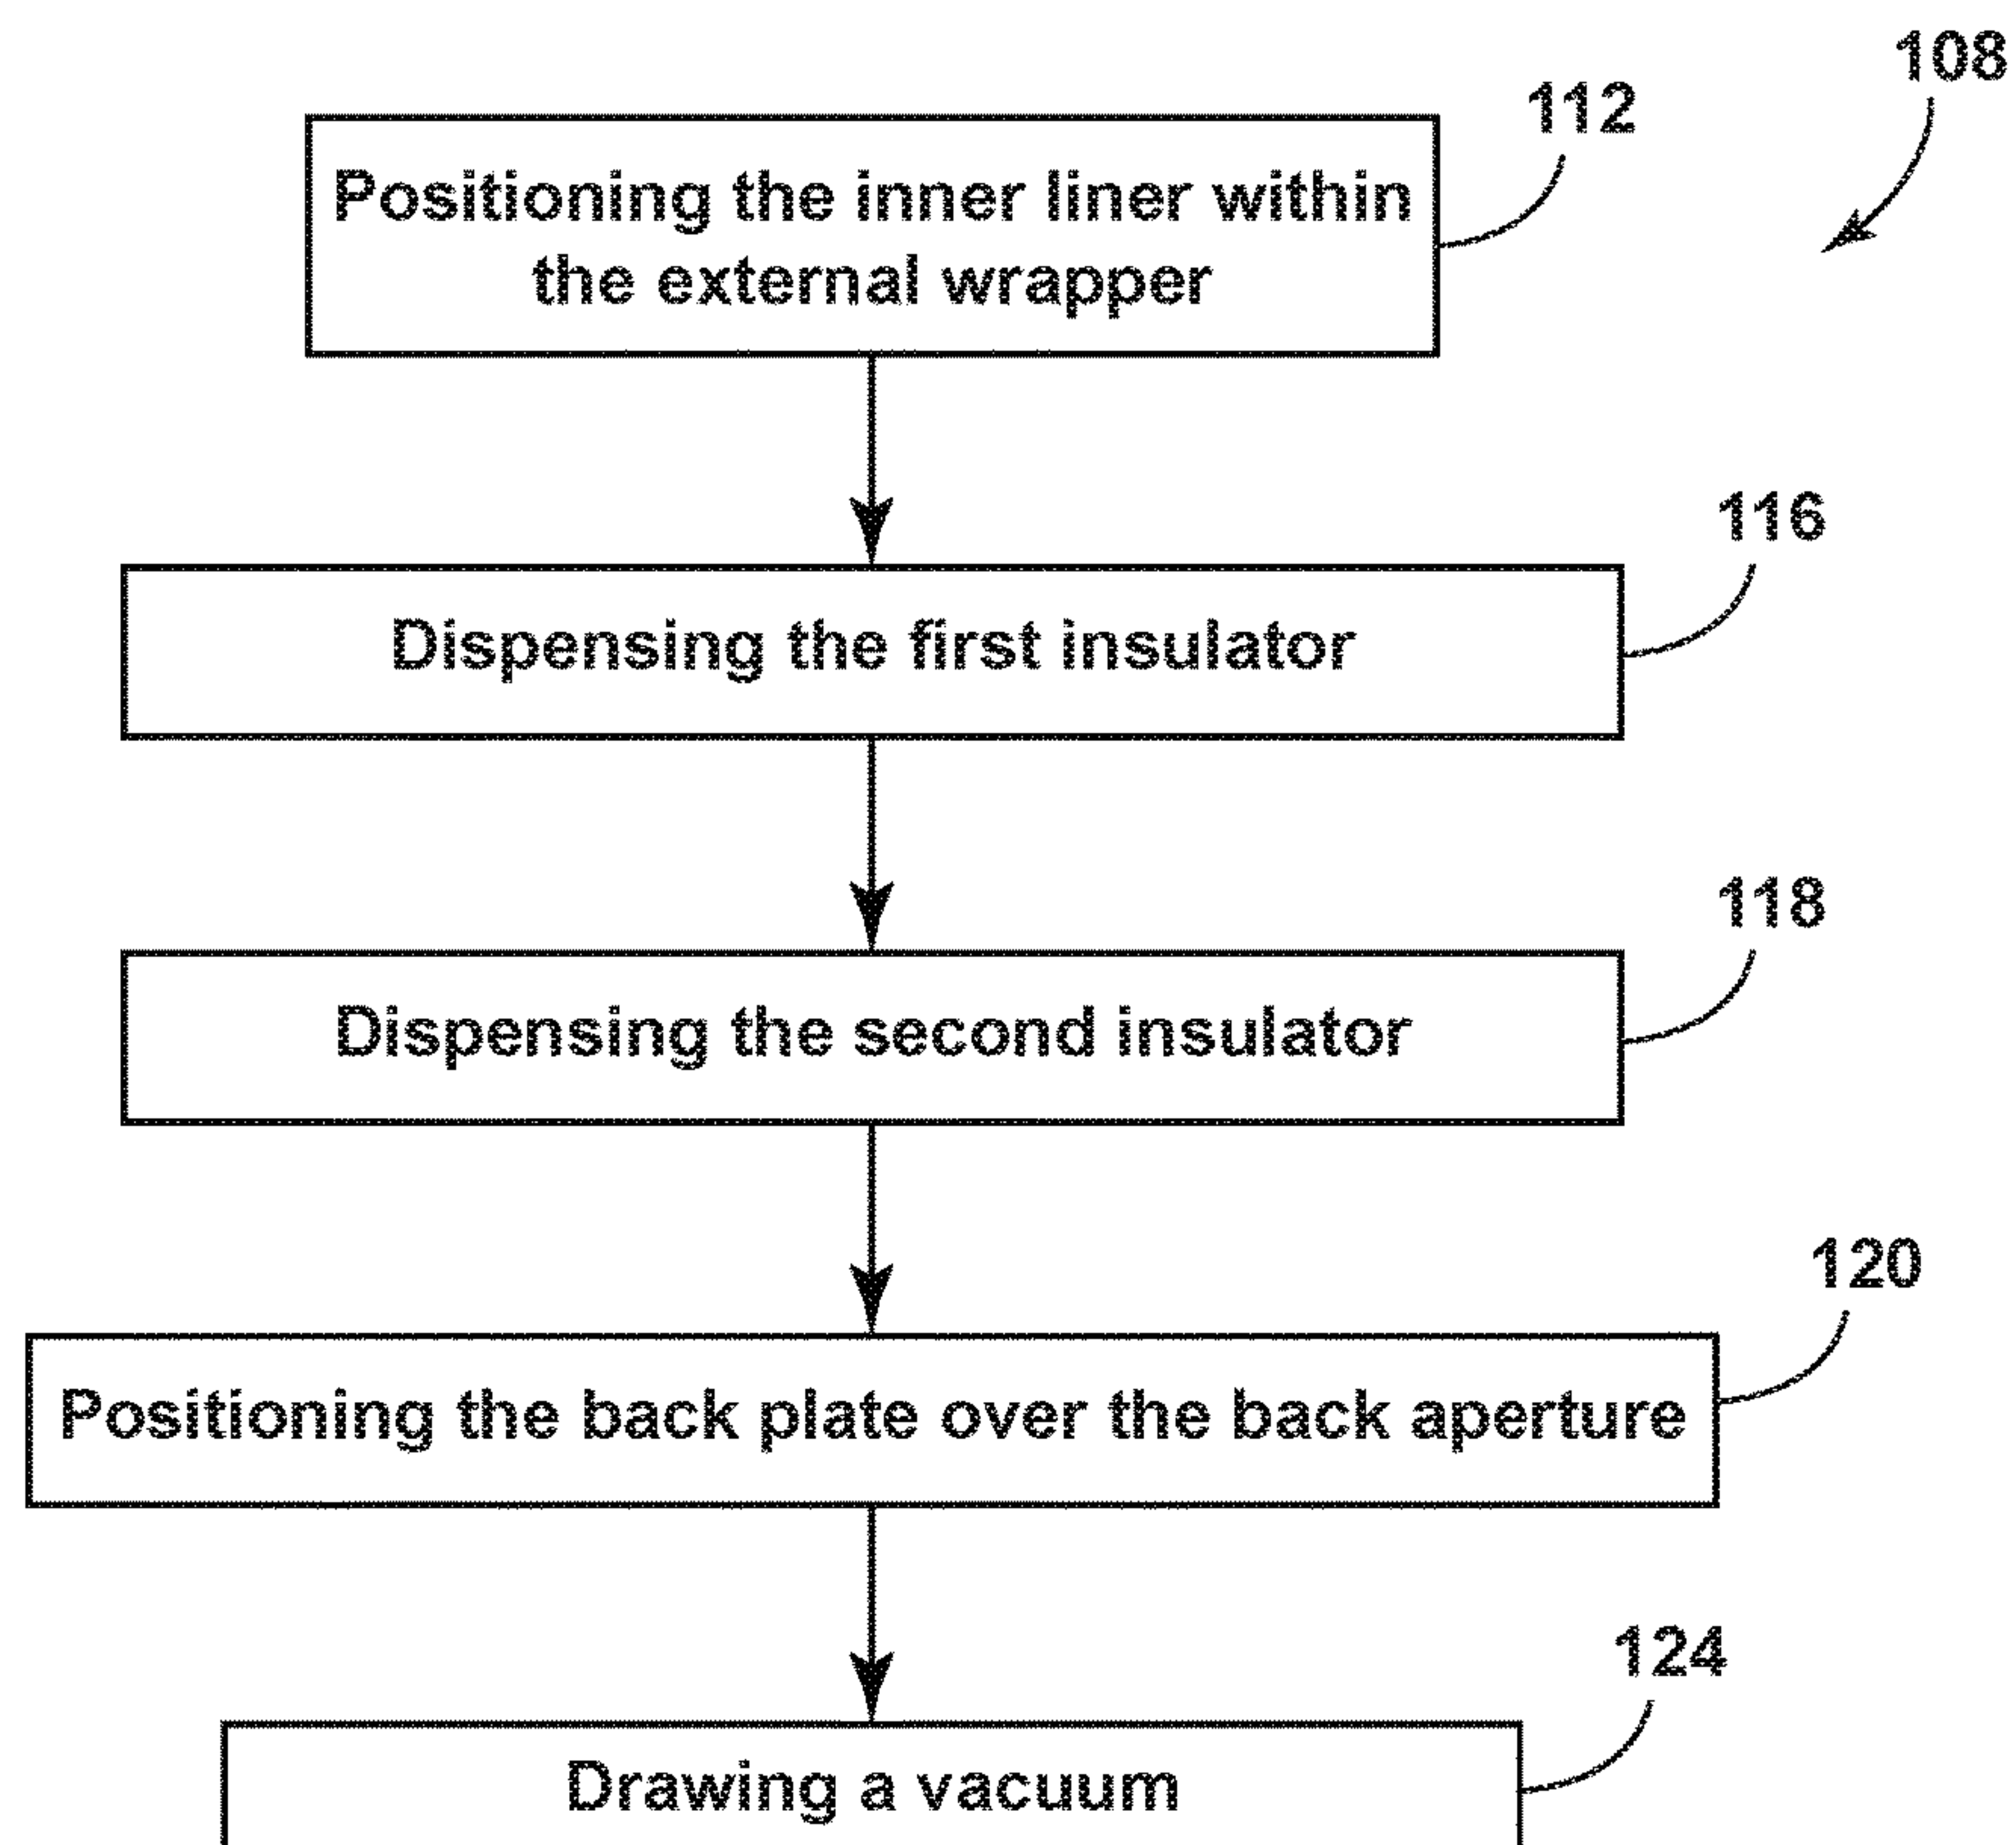 108
112
Positioning the inner liner within
the external wrapper
116
Dispensing the first insulator
118
Dispensing the second insulator
120
Positioning the back plate over the back aperture
124
Drawing a vacuum